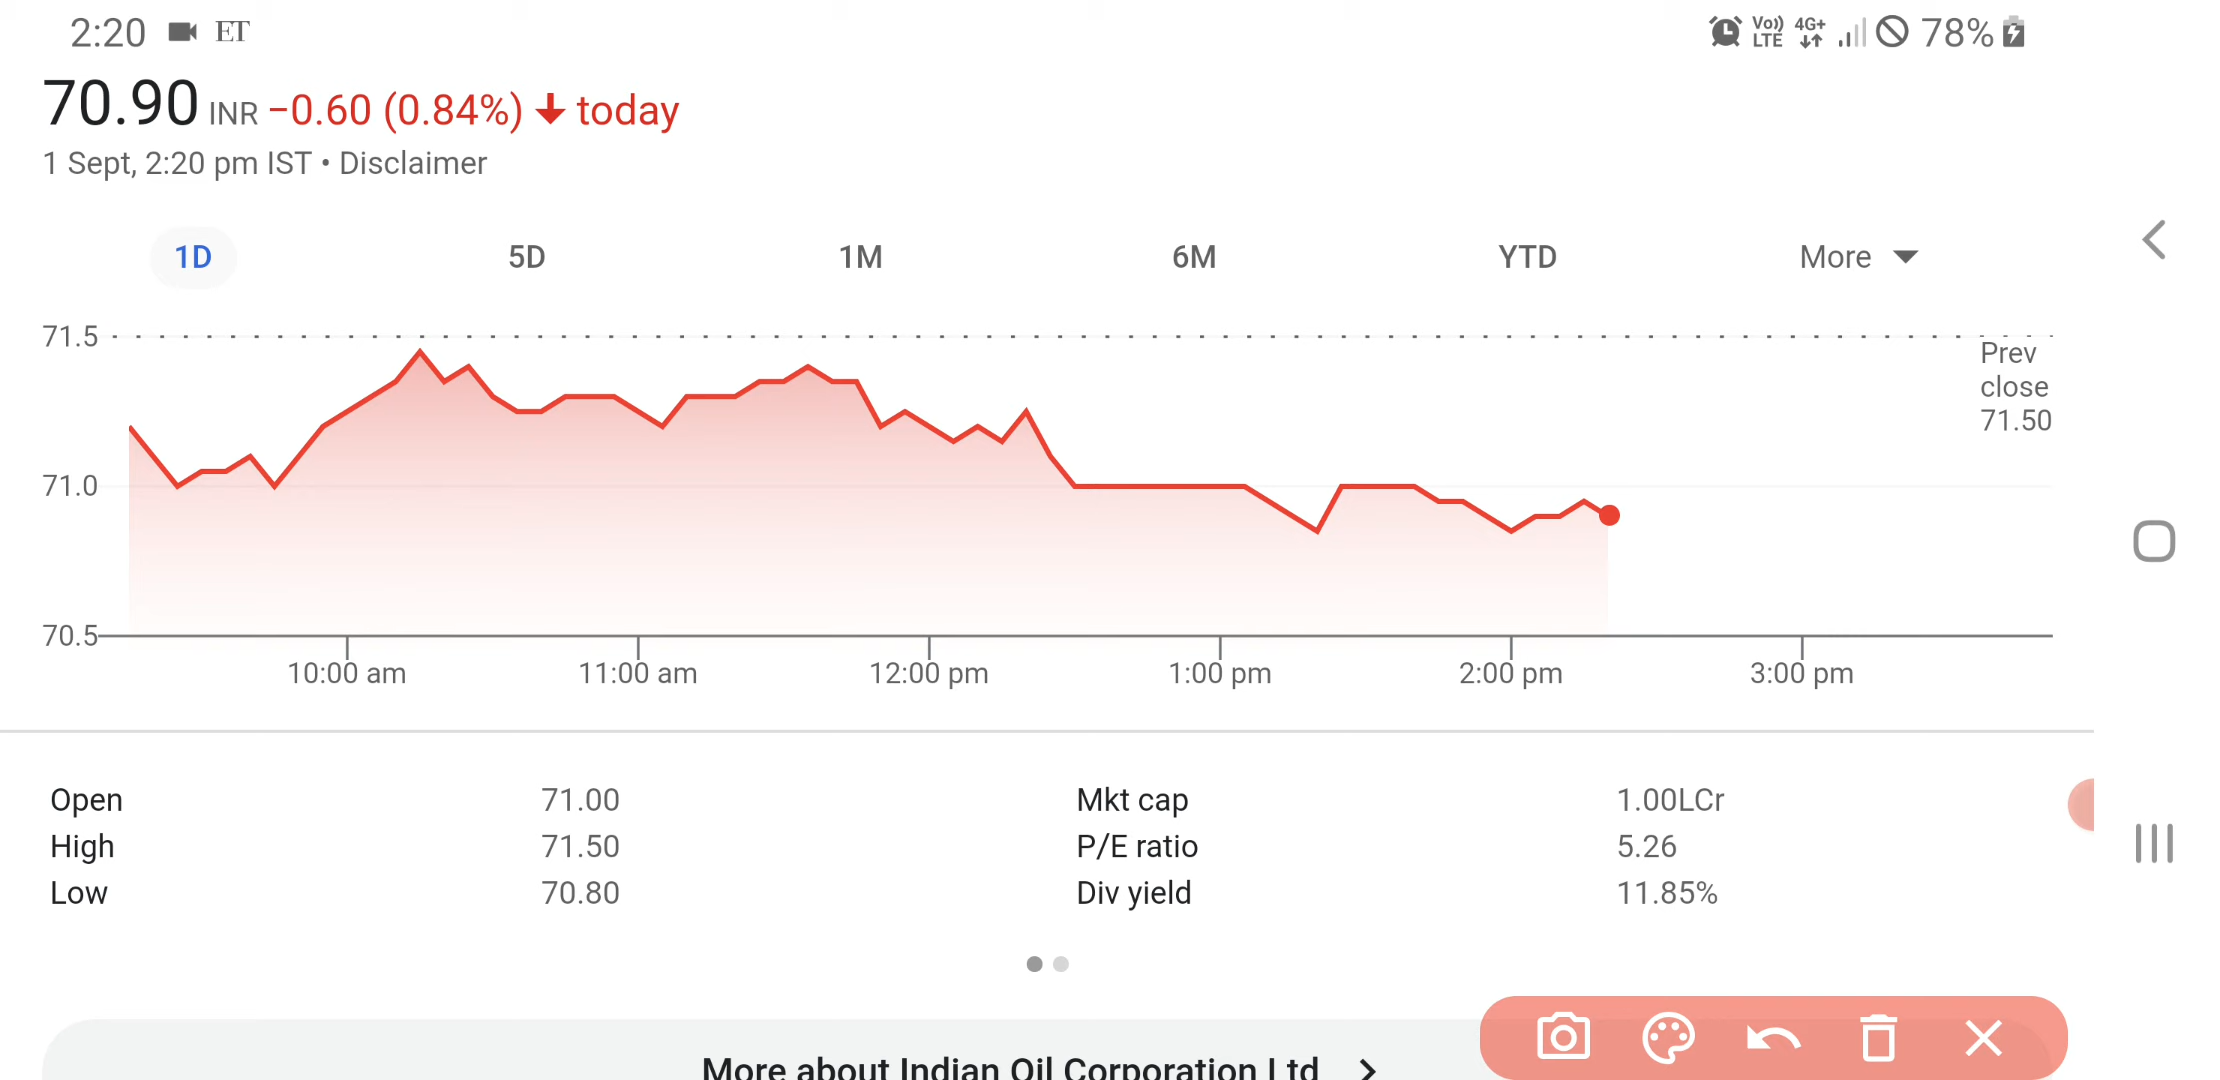 2:20 ET Vo)) LTE 4G+ 78%
70.90 INR −0.60 (0.84%) ↓ today
1 Sept, 2:20 pm IST • Disclaimer
1D 5D 1M 6M YTD More
71.5
Prev
close
71.50
71.0
70.5
10:00 am 11:00 am 12:00 pm 1:00 pm 2:00 pm 3:00 pm
Open 71.00 Mkt cap 1.00LCr
High 71.50 P/E ratio 5.26
Low 70.80 Div yield 11.85%
More about Indian Oil Corporation Ltd